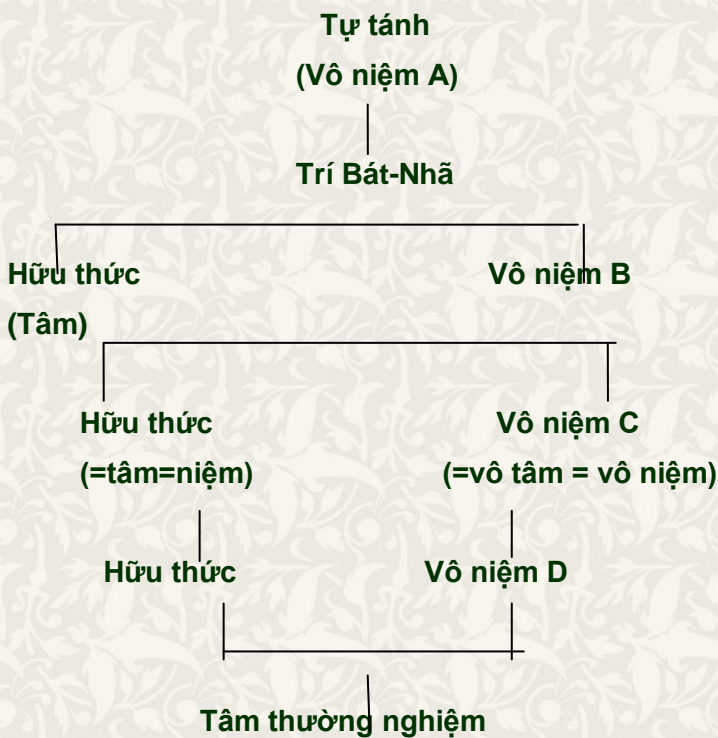 Tự tánh
(Vô niệm A)
Trí Bát-Nhã
Hữu thức Vô niệm B
(Tâm)
Hữu thức Vô niệm C
(=tâm=niệm) (=vô tâm = vô niệm)
Hữu thức Vô niệm D
Tâm thường nghiệm